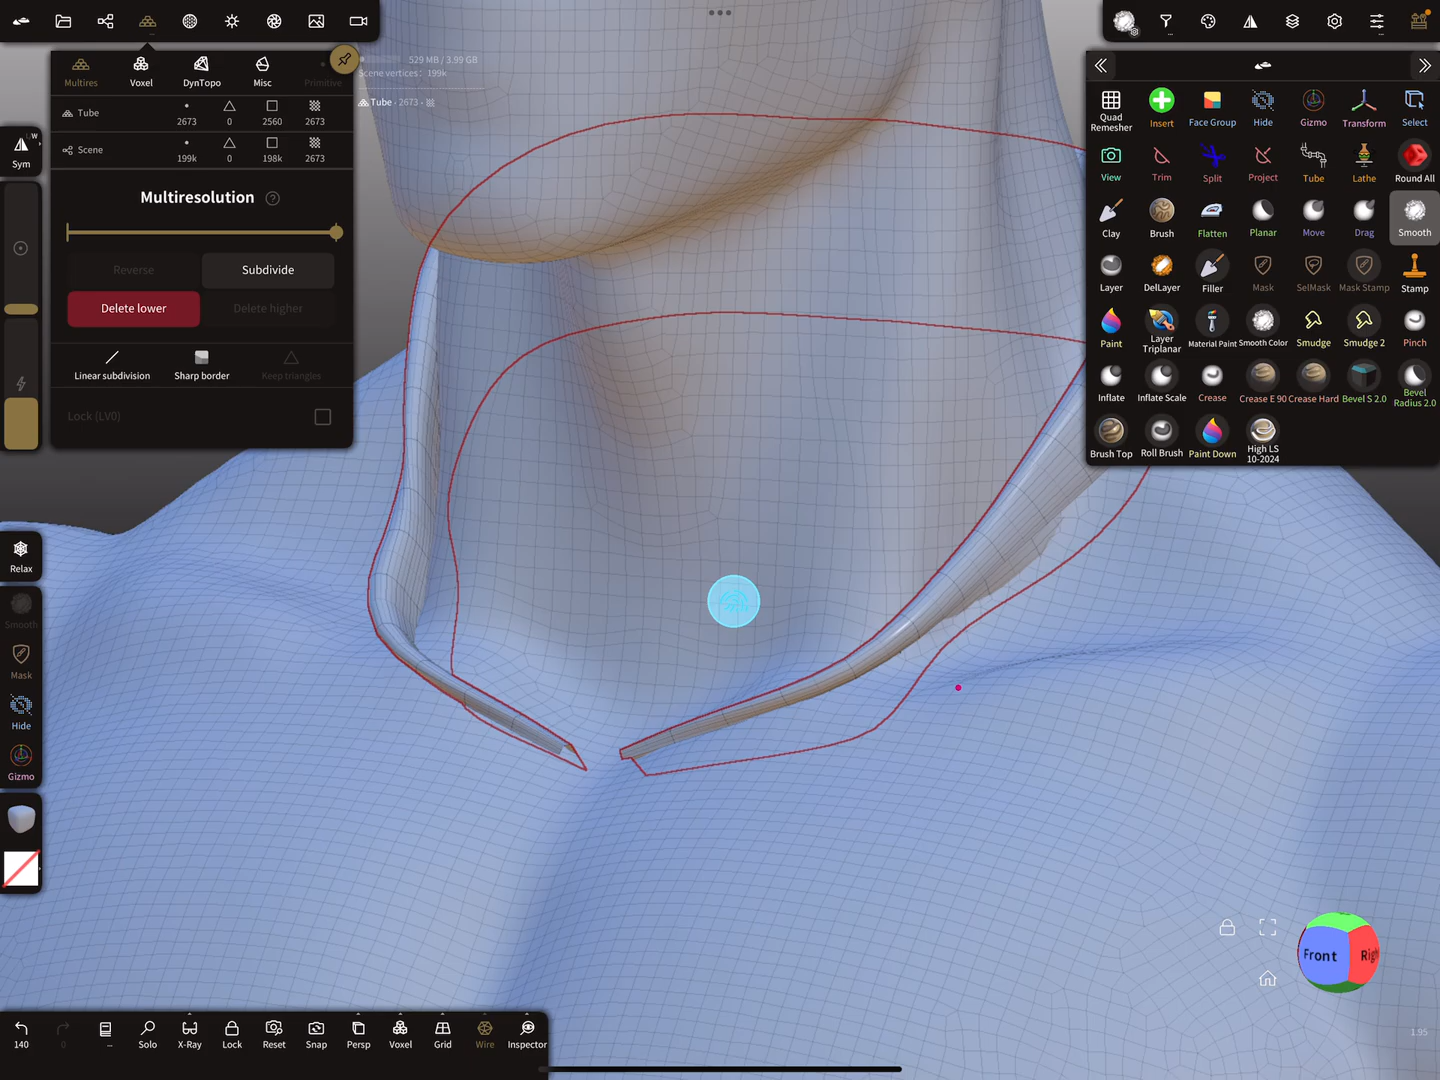 529 MB / 3.99 GB
Scene vertices: 199k
Tube · 2673 ·
Multires
Voxel
DynTopo
Misc
Primitive
Tube
2673
0
2560
2673
Scene
199k
0
198k
2673
Multiresolution
?
Reverse
Subdivide
Delete lower
Delete higher
Linear subdivision
Sharp border
Keep triangles
Lock (LV0)
W
Sym
Relax
Smooth
Mask
Hide
Gizmo
Quad Remesher
Insert
Face Group
Hide
Gizmo
Transform
Select
View
Trim
Split
Project
Tube
Lathe
Round All
Clay
Brush
Flatten
Planar
Move
Drag
Smooth
Layer
DelLayer
Filler
Mask
SelMask
Mask Stamp
Stamp
Paint
Layer Triplanar
Material Paint
Smooth Color
Smudge
Smudge 2
Pinch
Inflate
Inflate Scale
Crease
Crease E 90
Crease Hard
Bevel S 2.0
Bevel Radius 2.0
Brush Top
Roll Brush
Paint Down
High LS 10-2024
Front
Righ
1.95
140
0
...
Solo
X-Ray
Lock
Reset
Snap
Persp
Voxel
Grid
Wire
Inspector